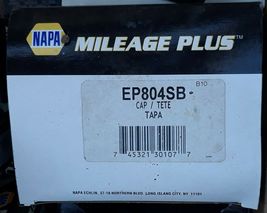 NAPA MILEAGE PLUS™
B10
EP804SB
CAP / TETE
TAPA
7 45321 30107 7
NAPA ECHLIN, 37-18 NORTHERN BLVD. LONG ISLAND CITY, NY, 11101